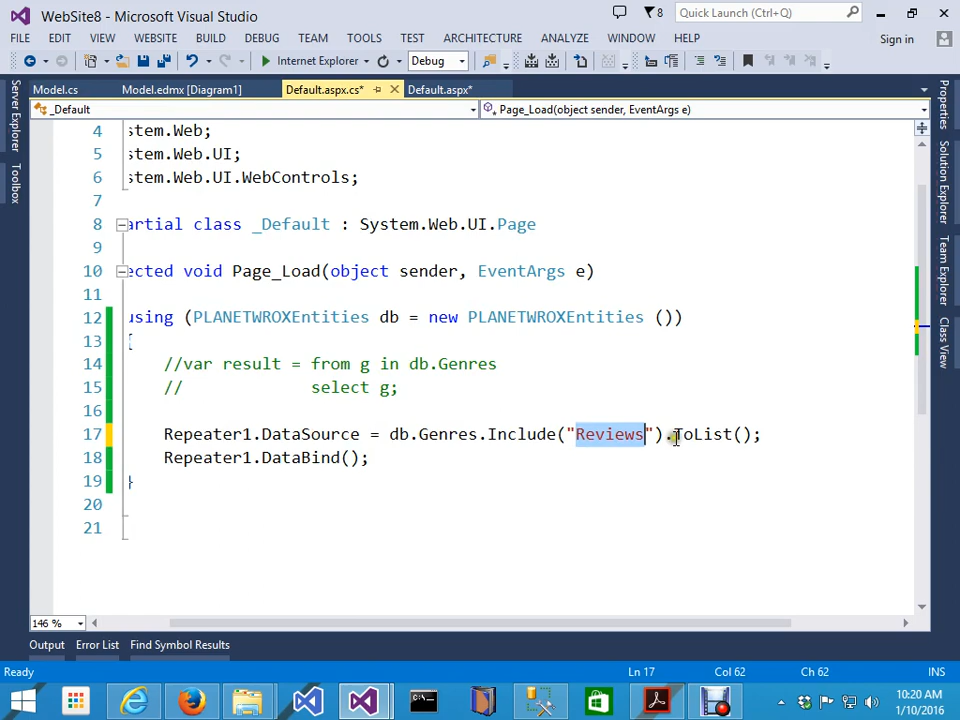 WebSite8 - Microsoft Visual Studio
8
Quick Launch (Ctrl+Q)
FILE EDIT VIEW WEBSITE BUILD DEBUG TEAM TOOLS TEST ARCHITECTURE ANALYZE WINDOW HELP Sign in
Internet Explorer Debug
Model.cs Model.edmx [Diagram1] Default.aspx.cs* Default.aspx*
_Default Page_Load(object sender, EventArgs e)
Server Explorer
Toolbox
Properties
Solution Explorer
Team Explorer
Class View
4 stem.Web;
5 stem.Web.UI;
6 stem.Web.UI.WebControls;
7
8 artial class _Default : System.Web.UI.Page
9
10 ected void Page_Load(object sender, EventArgs e)
11
12 using (PLANETWROXEntities db = new PLANETWROXEntities ())
13 {
14 //var result = from g in db.Genres
15 // select g;
16
17 Repeater1.DataSource = db.Genres.Include("Reviews").ToList();
18 Repeater1.DataBind();
19 }
20
21
146 %
Output Error List Find Symbol Results
Ready Ln 17 Col 62 Ch 62 INS
10:20 AM
1/10/2016